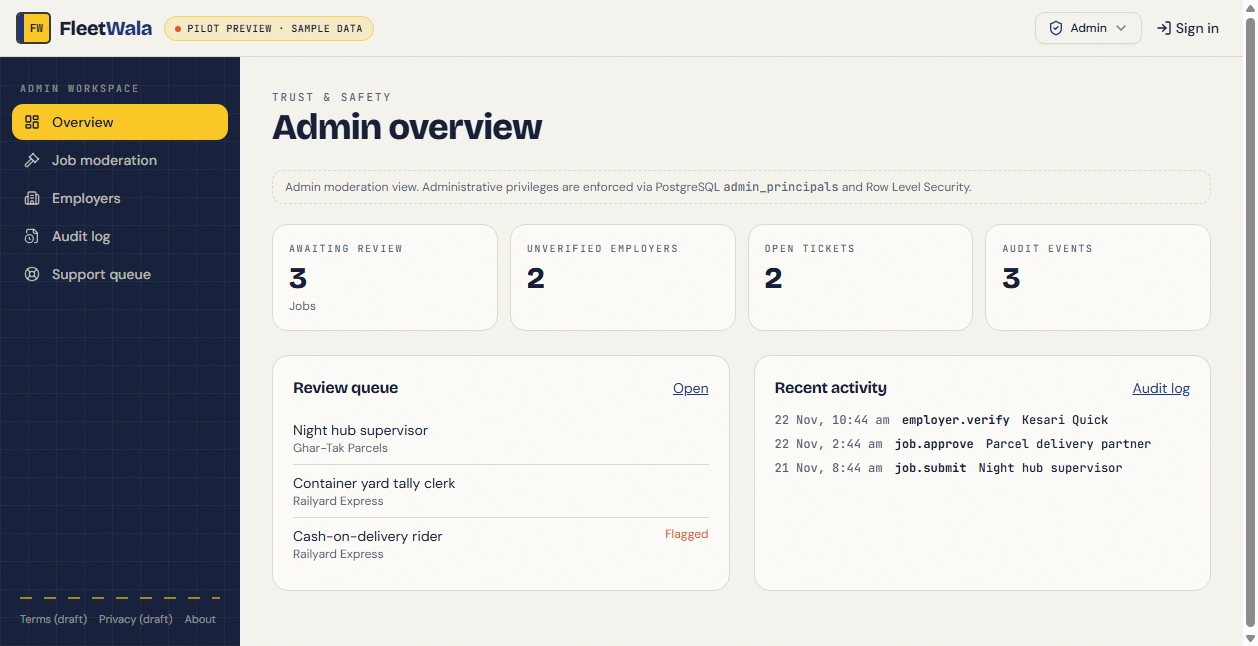 FW FleetWala PILOT PREVIEW · SAMPLE DATA Admin Sign in
ADMIN WORKSPACE
Overview
Job moderation
Employers
Audit log
Support queue
Terms (draft) Privacy (draft) About
TRUST & SAFETY
Admin overview
Admin moderation view. Administrative privileges are enforced via PostgreSQL admin_principals and Row Level Security.
AWAITING REVIEW
3
Jobs
UNVERIFIED EMPLOYERS
2
OPEN TICKETS
2
AUDIT EVENTS
3
Review queue Open
Night hub supervisor
Ghar-Tak Parcels
Container yard tally clerk
Railyard Express
Cash-on-delivery rider Flagged
Railyard Express
Recent activity Audit log
22 Nov, 10:44 am employer.verify Kesari Quick
22 Nov, 2:44 am job.approve Parcel delivery partner
21 Nov, 8:44 am job.submit Night hub supervisor